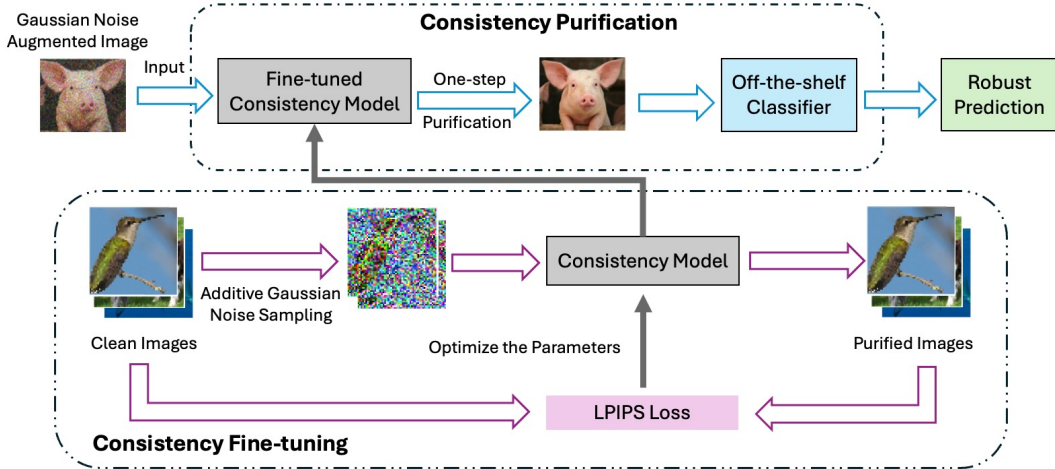 Gaussian Noise
Augmented Image
Consistency Purification
Input
Fine-tuned
Consistency Model
One-step
Purification
Off-the-shelf
Classifier
Robust
Prediction
Additive Gaussian
Noise Sampling
Consistency Model
Clean Images
Optimize the Parameters
Purified Images
LPIPS Loss
Consistency Fine-tuning